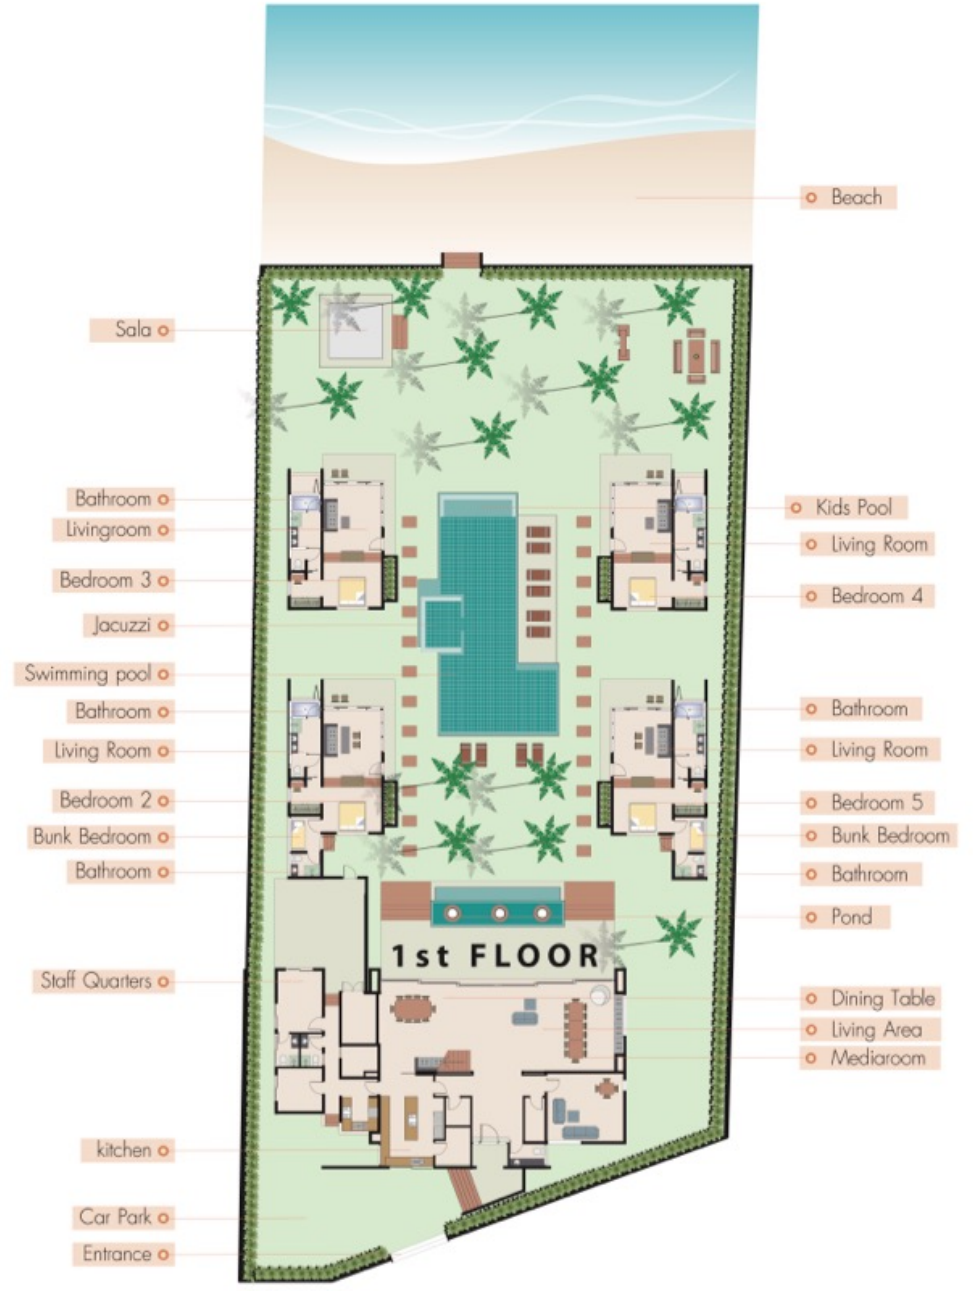 Beach
Sala
Bathroom
Livingroom
Bedroom 3
Jacuzzi
Swimming pool
Bathroom
Living Room
Bedroom 2
Bunk Bedroom
Bathroom
Kids Pool
Living Room
Bedroom 4
Bathroom
Living Room
Bedroom 5
Bunk Bedroom
Bathroom
Pond
1st FLOOR
Staff Quarters
Dining Table
Living Area
Mediaroom
kitchen
Car Park
Entrance